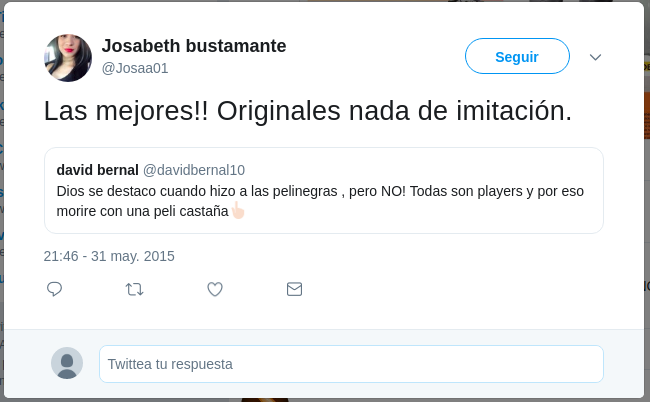 Josabeth bustamante
@Josaa01
Seguir
Las mejores!! Originales nada de imitación.
david bernal @davidbernal10
Dios se destaco cuando hizo a las pelinegras , pero NO! Todas son players y por eso
morire con una peli castaña👆🏻
21:46 - 31 may. 2015
Twittea tu respuesta